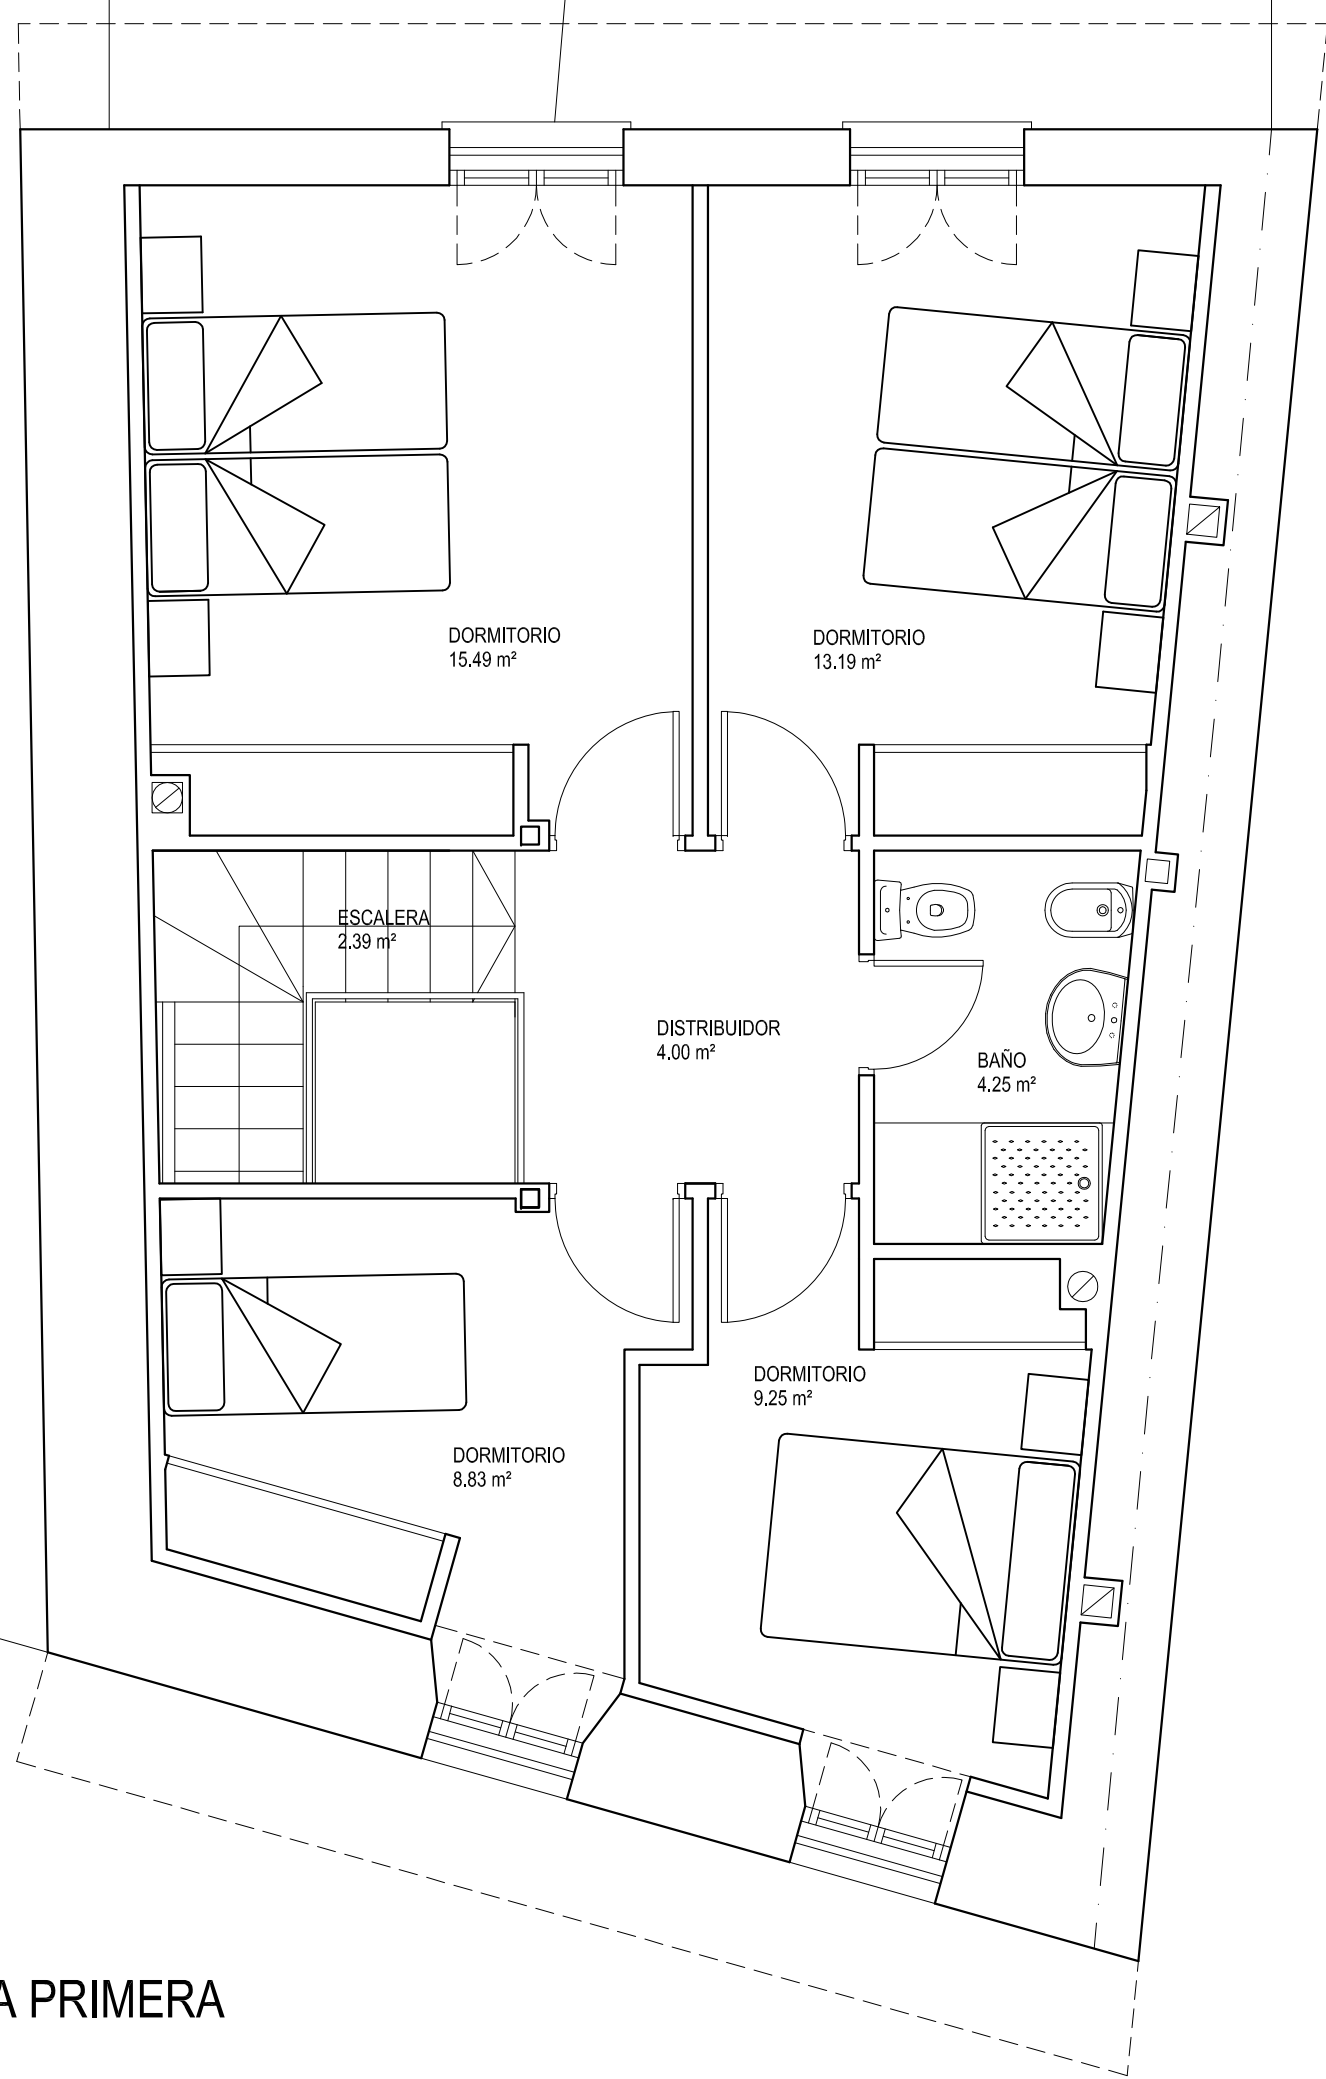 DORMITORIO
15.49 m²
DORMITORIO
13.19 m²
ESCALERA
2.39 m²
DISTRIBUIDOR
4.00 m²
BAÑO
4.25 m²
DORMITORIO
9.25 m²
DORMITORIO
8.83 m²
A PRIMERA